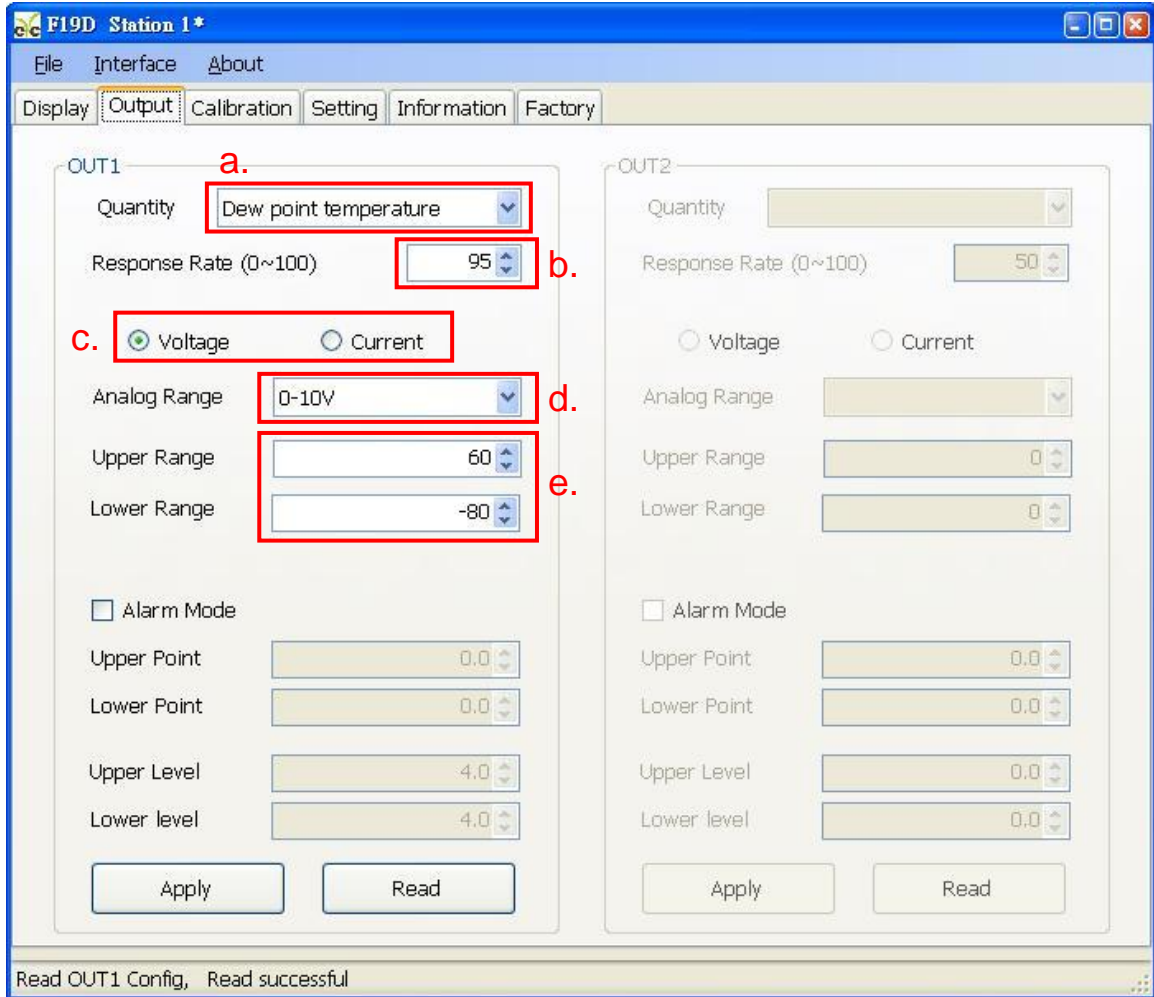 F19D Station 1*
File Interface About
Display Output Calibration Setting Information Factory
OUT1
a.
Quantity Dew point temperature
Response Rate (0~100) 95
b.
c.
Voltage Current
Analog Range 0-10V
d.
Upper Range 60
e.
Lower Range -80
Alarm Mode
Upper Point 0.0
Lower Point 0.0
Upper Level 4.0
Lower level 4.0
Apply Read
OUT2
Quantity
Response Rate (0~100) 50
Voltage Current
Analog Range
Upper Range 0
Lower Range 0
Alarm Mode
Upper Point 0.0
Lower Point 0.0
Upper Level 0.0
Lower level 0.0
Apply Read
Read OUT1 Config, Read successful